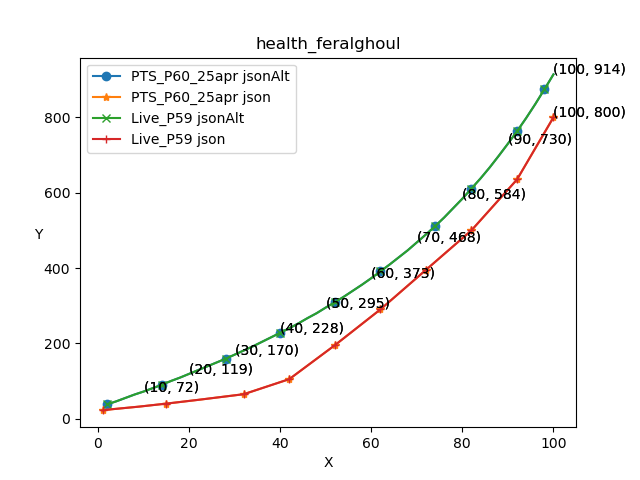 health_feralghoul
PTS_P60_25apr jsonAlt
PTS_P60_25apr json
Live_P59 jsonAlt
Live_P59 json
(100, 914)
(100, 800)
(90, 730)
(80, 584)
(70, 468)
(60, 373)
(50, 295)
(40, 228)
(30, 170)
(20, 119)
(10, 72)
Y
800
600
400
200
0
0 20 40 60 80 100
X